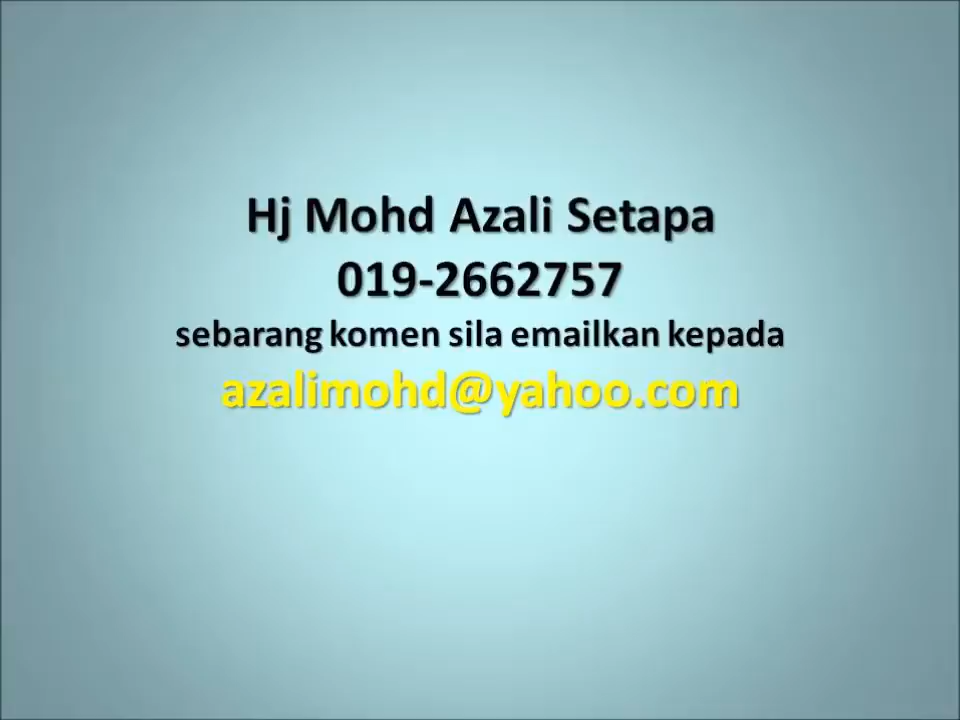 Hj Mohd Azali Setapa
019-2662757
sebarang komen sila emailkan kepada
azalimohd@yahoo.com